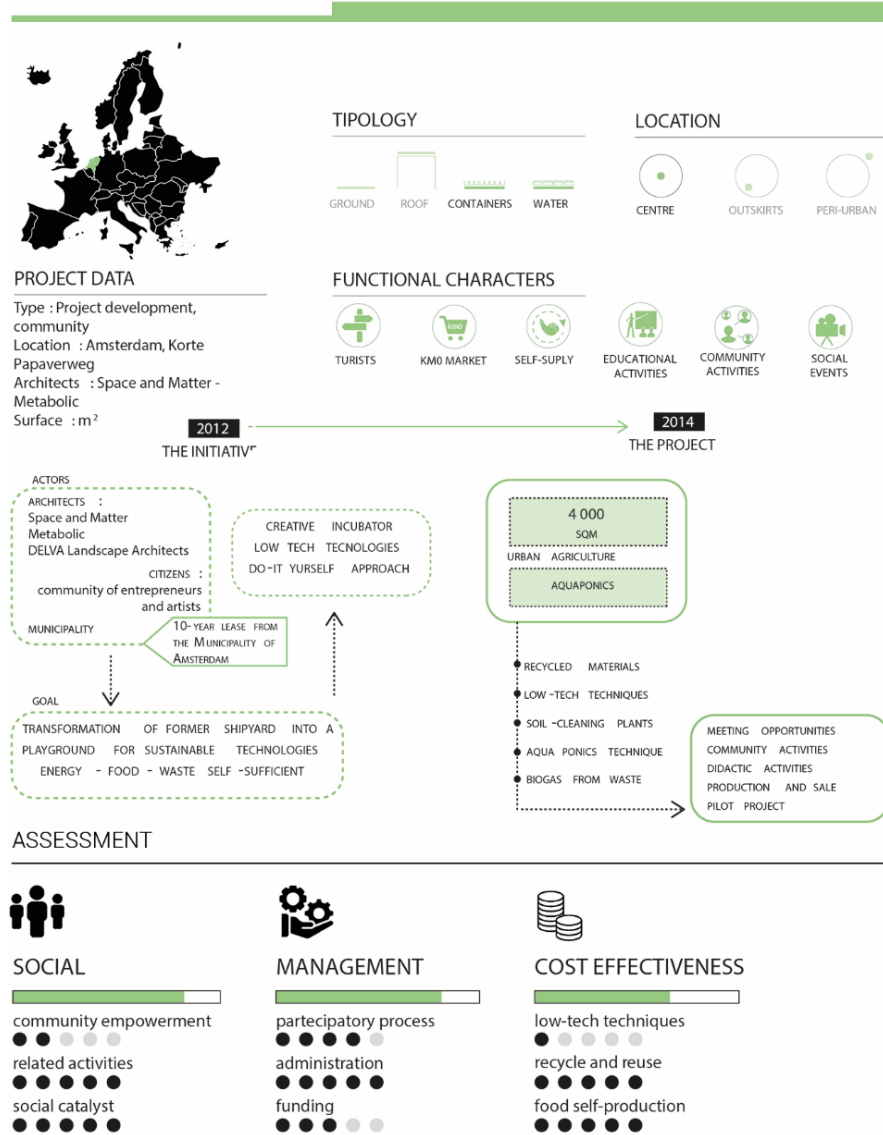 TIPOLOGY
GROUND
ROOF
CONTAINERS
WATER
LOCATION
CENTRE
OUTSKIRTS
PERI-URBAN
PROJECT DATA
Type : Project development,
community
Location : Amsterdam, Korte
Papaverweg
Architects : Space and Matter -
Metabolic
Surface : m²
FUNCTIONAL CHARACTERS
TURISTS
km0
KM0 MARKET
SELF-SUPLY
EDUCATIONAL
ACTIVITIES
COMMUNITY
ACTIVITIES
SOCIAL
EVENTS
2012
THE INITIATIV
2014
THE PROJECT
ACTORS
ARCHITECTS :
Space and Matter
Metabolic
DELVA Landscape Architects
CITIZENS :
community of entrepreneurs
and artists
MUNICIPALITY
10-YEAR LEASE FROM
THE MUNICIPALITY OF
AMSTERDAM
CREATIVE INCUBATOR
LOW TECH TECNOLOGIES
DO-IT YURSELF APPROACH
GOAL
TRANSFORMATION OF FORMER SHIPYARD INTO A
PLAYGROUND FOR SUSTAINABLE TECHNOLOGIES
ENERGY - FOOD - WASTE SELF -SUFFICIENT
4 000
SQM
URBAN AGRICULTURE
AQUAPONICS
RECYCLED MATERIALS
LOW -TECH TECHNIQUES
SOIL -CLEANING PLANTS
AQUA PONICS TECHNIQUE
BIOGAS FROM WASTE
MEETING OPPORTUNITIES
COMMUNITY ACTIVITIES
DIDACTIC ACTIVITIES
PRODUCTION AND SALE
PILOT PROJECT
ASSESSMENT
SOCIAL
community empowerment
related activities
social catalyst
MANAGEMENT
partecipatory process
administration
funding
COST EFFECTIVENESS
low-tech techniques
recycle and reuse
food self-production